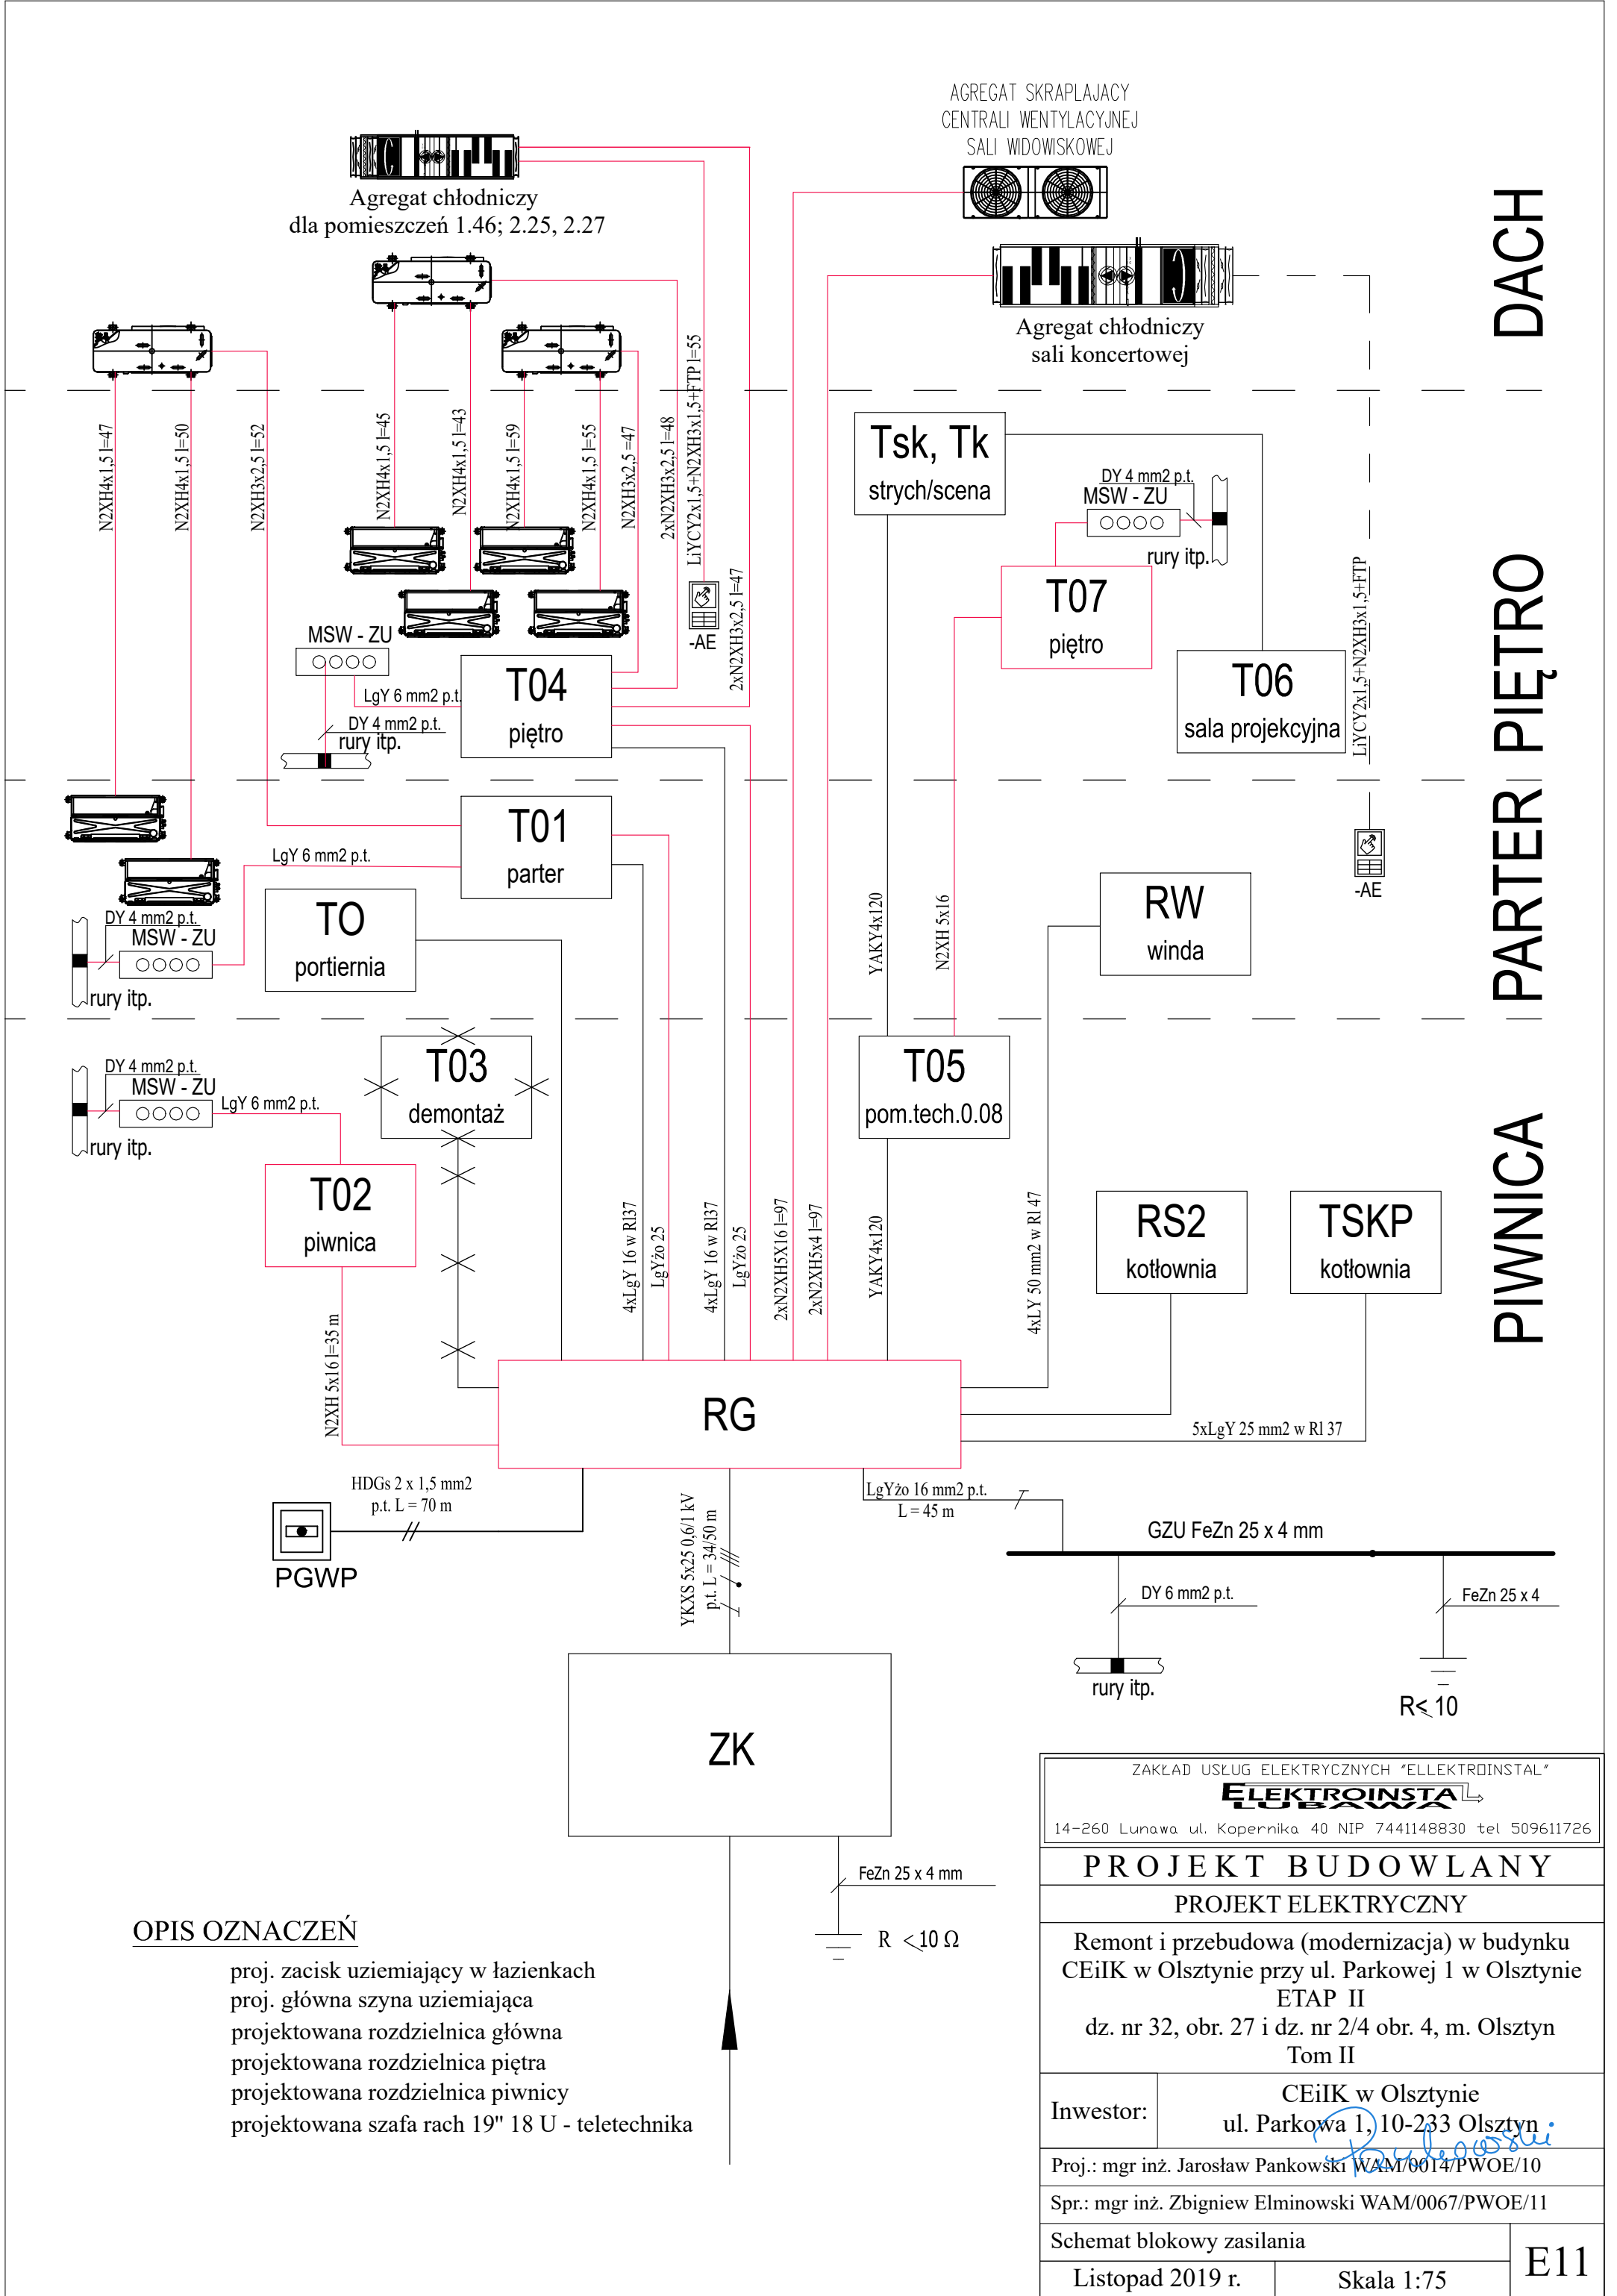 AGREGAT SKRAPLAJACY
CENTRALI WENTYLACYJNEJ
SALI WIDOWISKOWEJ
Agregat chłodniczy
dla pomieszczeń 1.46; 2.25, 2.27
Agregat chłodniczy
sali koncertowej
DACH
N2XH4x1,5 l=47
N2XH4x1,5 l=50
N2XH3x2,5 l=52
N2XH4x1,5 l=45
N2XH4x1,5 l=43
N2XH4x1,5 l=59
N2XH4x1,5 l=55
N2XH3x2,5 =47
2xN2XH3x2,5 l=48
LiYCY2x1,5+N2XH3x1,5+FTP l=55
2xN2XH3x2,5 l=47
-AE
Tsk, Tk
strych/scena
DY 4 mm2 p.t.
MSW - ZU
rury itp.
T07
piętro
T06
sala projekcyjna
LiYCY2x1,5+N2XH3x1,5+FTP
PIĘTRO
MSW - ZU
LgY 6 mm2 p.t.
DY 4 mm2 p.t.
rury itp.
T04
piętro
T01
parter
LgY 6 mm2 p.t.
TO
portiernia
DY 4 mm2 p.t.
MSW - ZU
rury itp.
YAKY4x120
N2XH 5x16
RW
winda
-AE
PARTER
DY 4 mm2 p.t.
MSW - ZU
LgY 6 mm2 p.t.
rury itp.
T03
demontaż
T05
pom.tech.0.08
T02
piwnica
N2XH 5x16 l=35 m
4xLgY 16 w Rl37
LgYżo 25
4xLgY 16 w Rl37
LgYżo 25
2xN2XH5X16 l=97
2xN2XH5x4 l=97
YAKY4x120
4xLY 50 mm2 w Rl 47
RS2
kotłownia
TSKP
kotłownia
PIWNICA
RG
5xLgY 25 mm2 w Rl 37
HDGs 2 x 1,5 mm2
p.t. L = 70 m
PGWP
YKXS 5x25 0,6/1 kV
p.t. L = 34/50 m
LgYżo 16 mm2 p.t.
L = 45 m
GZU FeZn 25 x 4 mm
DY 6 mm2 p.t.
FeZn 25 x 4
rury itp.
R< 10
ZK
FeZn 25 x 4 mm
R <10 Ω
OPIS OZNACZEŃ
proj. zacisk uziemiający w łazienkach
proj. główna szyna uziemiająca
projektowana rozdzielnica główna
projektowana rozdzielnica piętra
projektowana rozdzielnica piwnicy
projektowana szafa rach 19" 18 U - teletechnika
ZAKŁAD USŁUG ELEKTRYCZNYCH "ELLEKTROINSTAL"
ELEKTROINSTAL
LUBAWA
14-260 Lunawa ul. Kopernika 40 NIP 7441148830 tel 509611726
PROJEKT BUDOWLANY
PROJEKT ELEKTRYCZNY
Remont i przebudowa (modernizacja) w budynku
CEiIK w Olsztynie przy ul. Parkowej 1 w Olsztynie
ETAP II
dz. nr 32, obr. 27 i dz. nr 2/4 obr. 4, m. Olsztyn
Tom II
Inwestor:
CEiIK w Olsztynie
ul. Parkowa 1, 10-233 Olsztyn
Pankowski
Proj.: mgr inż. Jarosław Pankowski WAM/0014/PWOE/10
Spr.: mgr inż. Zbigniew Elminowski WAM/0067/PWOE/11
Schemat blokowy zasilania
E11
Listopad 2019 r.
Skala 1:75